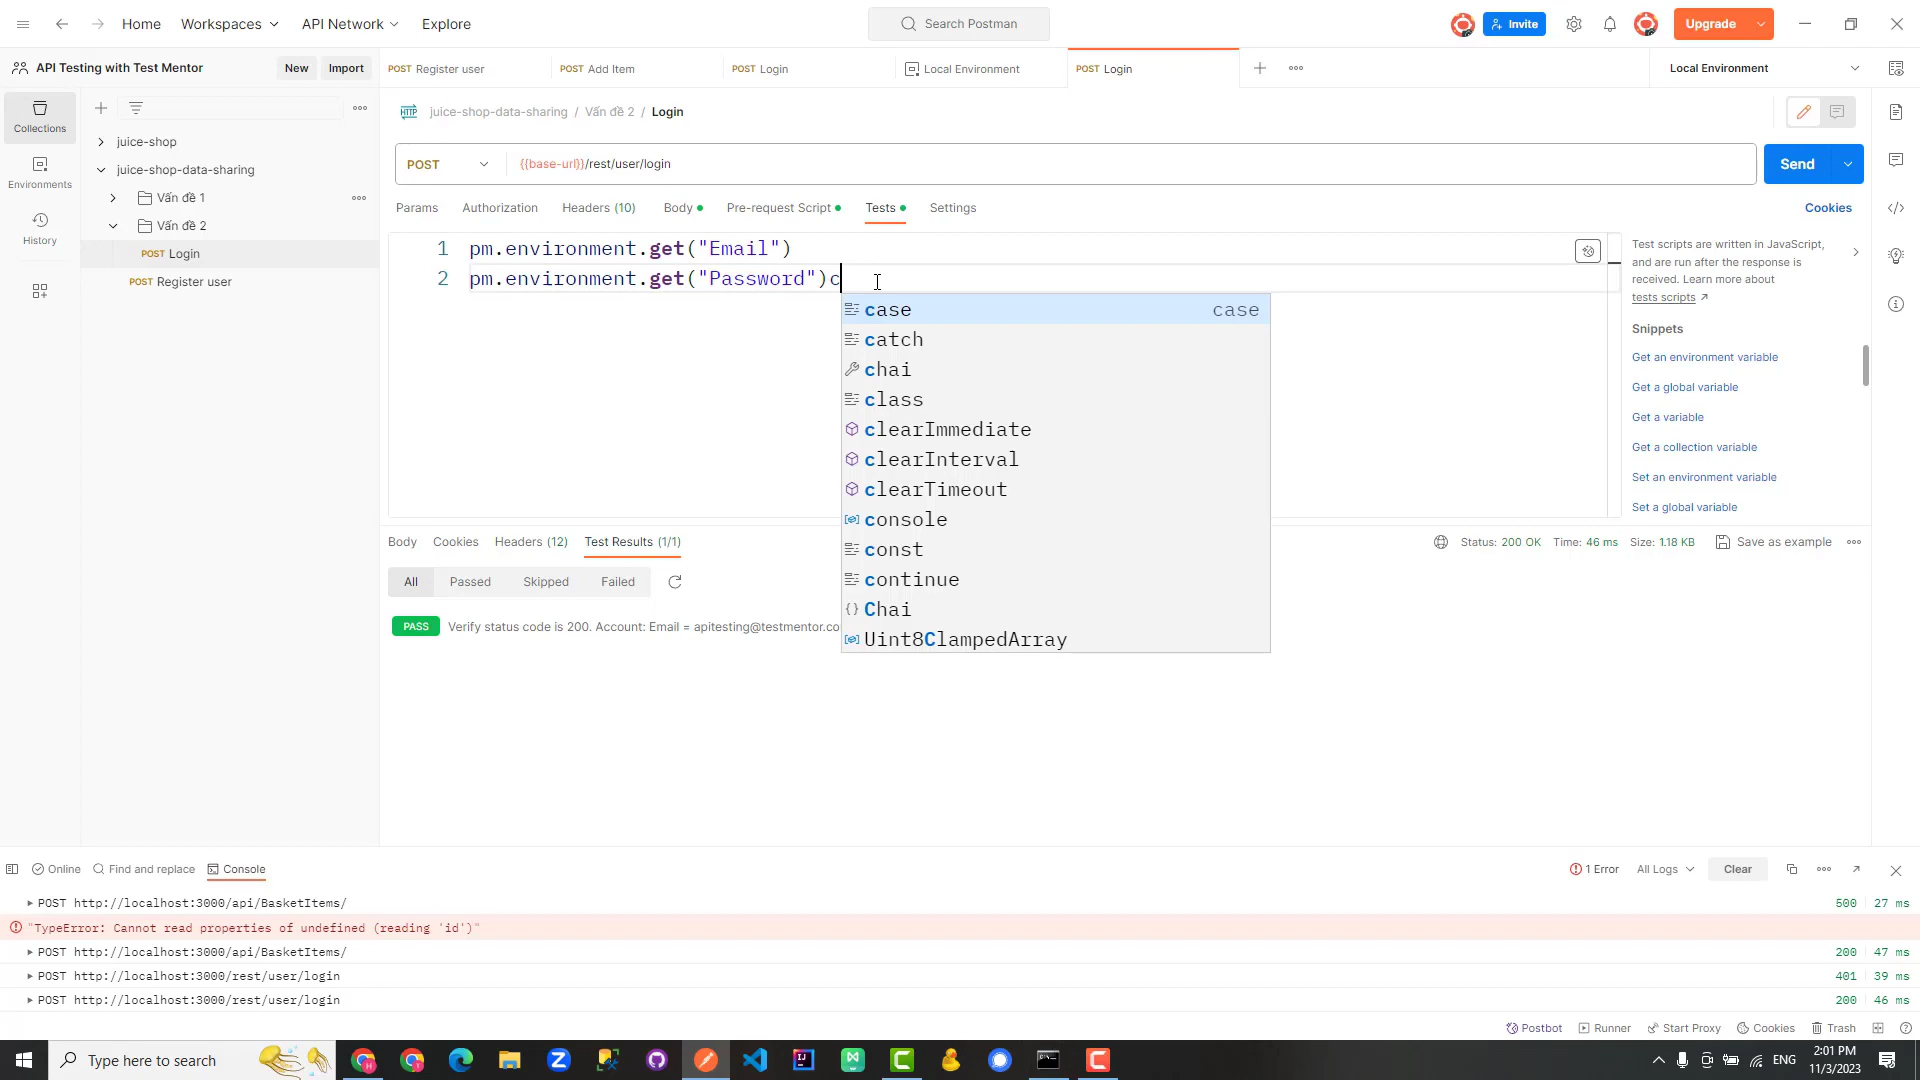 Home Workspaces API Network Explore Search Postman Invite Upgrade
API Testing with Test Mentor New Import POST Register user POST Add Item POST Login Local Environment POST Login Local Environment
Collections
Environments
History
juice-shop
juice-shop-data-sharing
Vấn đề 1
Vấn đề 2
POST Login
POST Register user
HTTP juice-shop-data-sharing / Vấn đề 2 / Login
POST {{base-url}}/rest/user/login Send
Params Authorization Headers (10) Body Pre-request Script Tests Settings Cookies
1 pm.environment.get("Email")
2 pm.environment.get("Password")c
case case
catch
chai
class
clearImmediate
clearInterval
clearTimeout
console
const
continue
Chai
Uint8ClampedArray
Test scripts are written in JavaScript,
and are run after the response is
received. Learn more about
tests scripts
Snippets
Get an environment variable
Get a global variable
Get a variable
Get a collection variable
Set an environment variable
Set a global variable
Body Cookies Headers (12) Test Results (1/1) Status: 200 OK Time: 46 ms Size: 1.18 KB Save as example
All Passed Skipped Failed
PASS Verify status code is 200. Account: Email = apitesting@testmentor.co
Online Find and replace Console 1 Error All Logs Clear
POST http://localhost:3000/api/BasketItems/ 500 27 ms
"TypeError: Cannot read properties of undefined (reading 'id')"
POST http://localhost:3000/api/BasketItems/ 200 47 ms
POST http://localhost:3000/rest/user/login 401 39 ms
POST http://localhost:3000/rest/user/login 200 46 ms
Postbot Runner Start Proxy Cookies Trash
Type here to search ENG 2:01 PM
11/3/2023